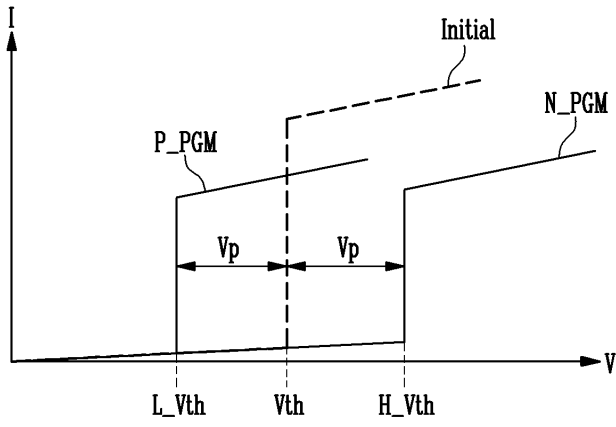 I
Initial
N_PGM
P_PGM
Vp
Vp
V
L_Vth
Vth
H_Vth